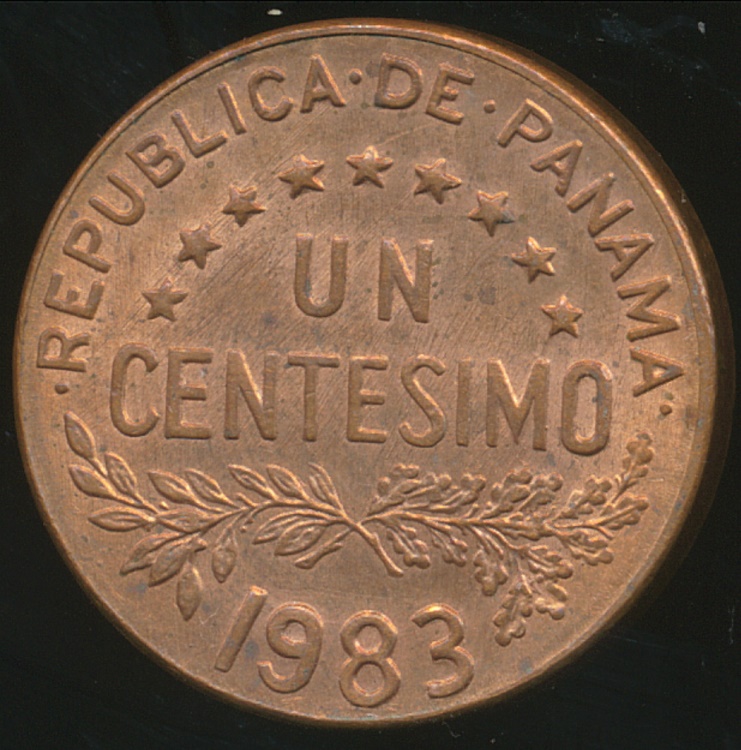 ·REPUBLICA·DE·PANAMA·
UN
CENTESIMO
1983